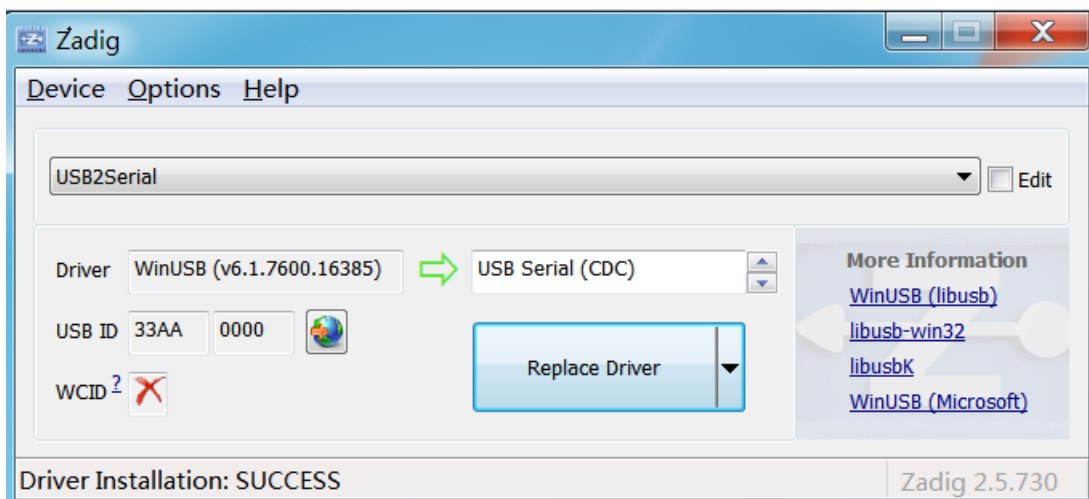 Zadig
Device Options Help
USB2Serial
Edit
Driver WinUSB (v6.1.7600.16385) USB Serial (CDC)
USB ID 33AA 0000
WCID ?
Replace Driver
More Information
WinUSB (libusb)
libusb-win32
libusbK
WinUSB (Microsoft)
Driver Installation: SUCCESS
Zadig 2.5.730